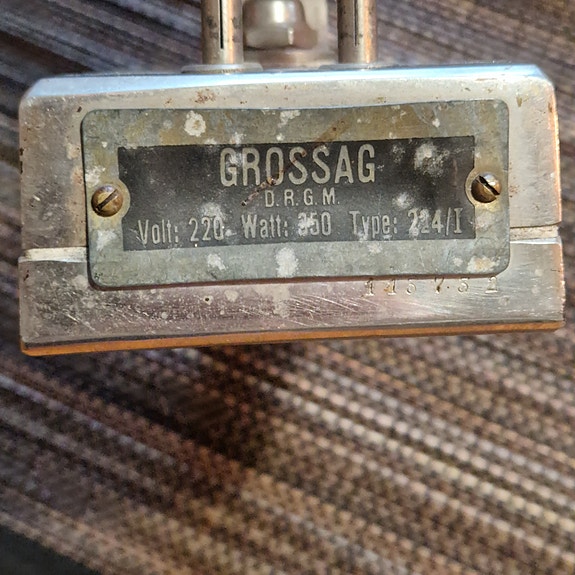 GROSSAG
D.R.G.M.
Volt: 220 Watt: 350 Type: 224/I